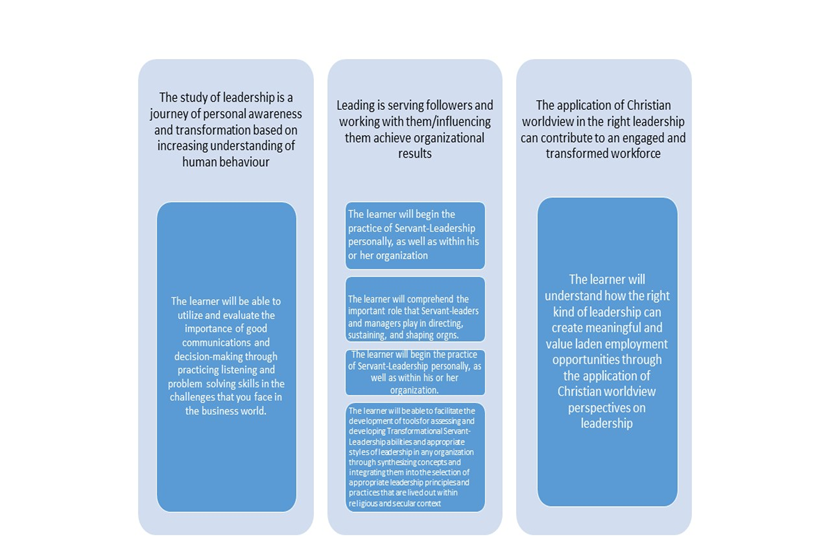 The study of leadership is a
journey of personal awareness
and transformation based on
increasing understanding of
human behaviour
The learner will be able to
utilize and evaluate the
importance of good
communications and
decision-making through
practicing listening and
problem solving skills in the
challenges that you face in
the business world.
Leading is serving followers and
working with them/influencing
them achieve organizational
results
The learner will begin the
practice of Servant-Leadership
personally, as well as within his
or her organization
The learner will comprehend the
important role that Servant-leaders
and managers play in directing,
sustaining, and shaping orgns.
The learner will begin the practice
of Servant-Leadership personally, as
well as within his or her
organization.
The learner will be able to facilitate the
development of tools for assessing and
developing Transformational Servant-
Leadership abilities and appropriate
styles of leadership in any organization
through synthesizing concepts and
integrating them into the selection of
appropriate leadership principles and
practices that are lived out within
religious and secular context
The application of Christian
worldview in the right leadership
can contribute to an engaged and
transformed workforce
The learner will
understand how the right
kind of leadership can
create meaningful and
value laden employment
opportunities through
the application of
Christian worldview
perspectives on
leadership